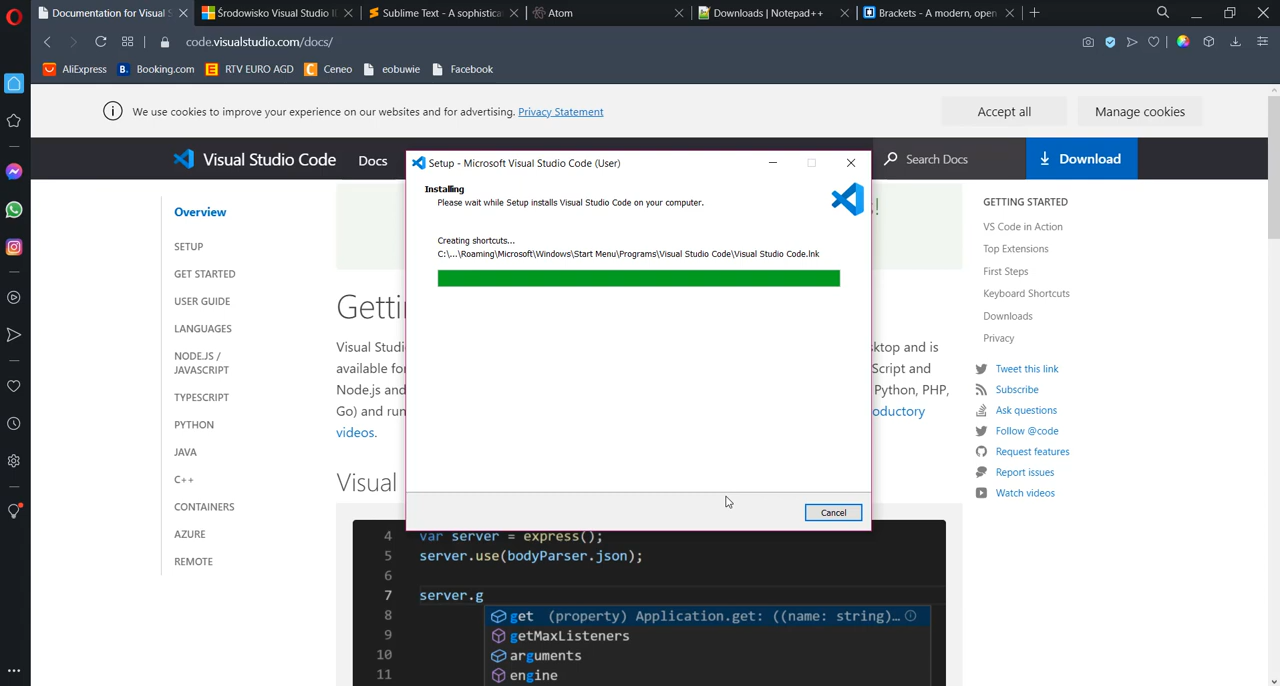 Documentation for Visual S
Środowisko Visual Studio I
Sublime Text - A sophistica
Atom
Downloads | Notepad++
Brackets - A modern, open
code.visualstudio.com/docs/
AliExpress
Booking.com
RTV EURO AGD
Ceneo
eobuwie
Facebook
We use cookies to improve your experience on our websites and for advertising. Privacy Statement
Accept all
Manage cookies
Visual Studio Code
Docs
Search Docs
Download
Setup - Microsoft Visual Studio Code (User)
Installing
Please wait while Setup installs Visual Studio Code on your computer.
Creating shortcuts...
C:\...\Roaming\Microsoft\Windows\Start Menu\Programs\Visual Studio Code\Visual Studio Code.lnk
Cancel
Overview
SETUP
GET STARTED
USER GUIDE
LANGUAGES
NODE.JS /
JAVASCRIPT
TYPESCRIPT
PYTHON
JAVA
C++
CONTAINERS
AZURE
REMOTE
!
Getti
Visual Studi
ktop and is
available fo
Script and
Node.js and
Python, PHP,
Go) and run
oductory
videos.
Visual
4 var server = express();
5 server.use(bodyParser.json);
6
7 server.g
8 get (property) Application.get: ((name: string)...
9 getMaxListeners
10 arguments
11 engine
GETTING STARTED
VS Code in Action
Top Extensions
First Steps
Keyboard Shortcuts
Downloads
Privacy
Tweet this link
Subscribe
Ask questions
Follow @code
Request features
Report issues
Watch videos